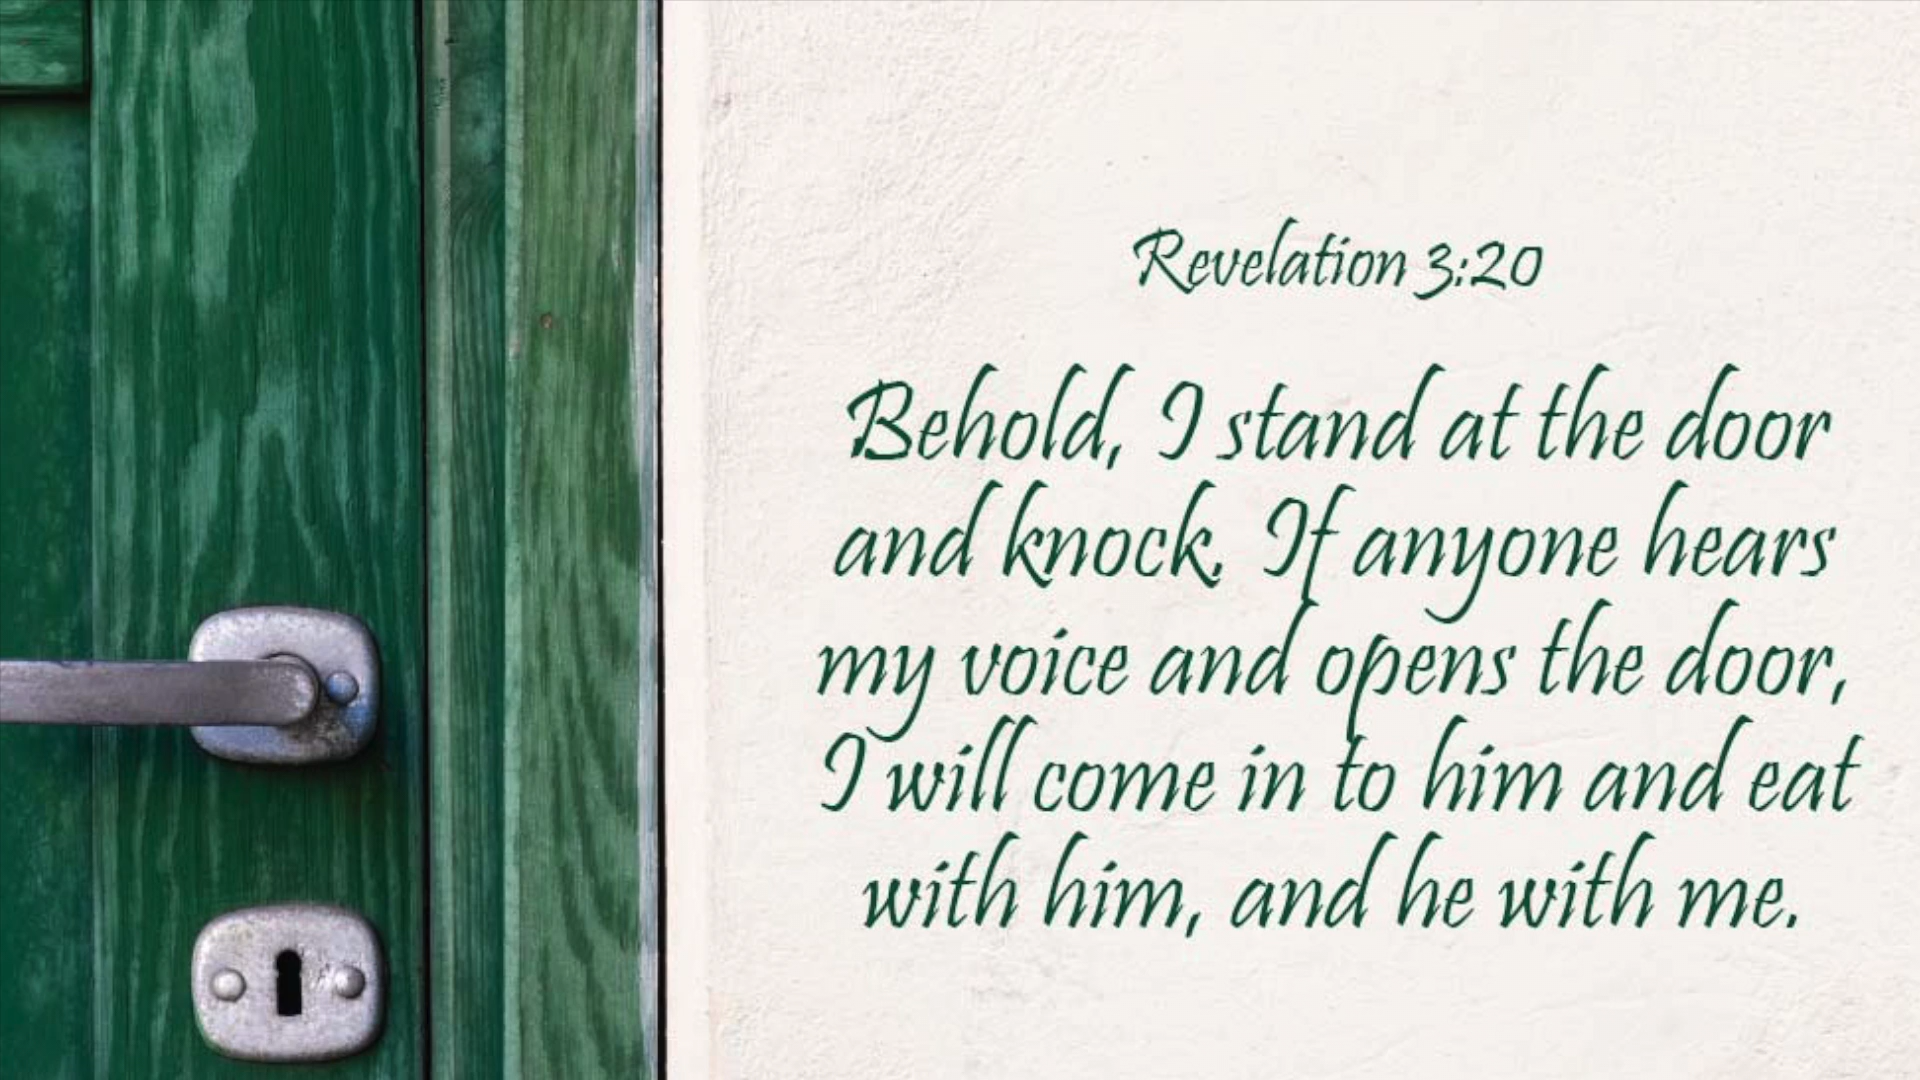 Revelation 3:20
Behold, I stand at the door
and knock. If anyone hears
my voice and opens the door,
I will come in to him and eat
with him, and he with me.